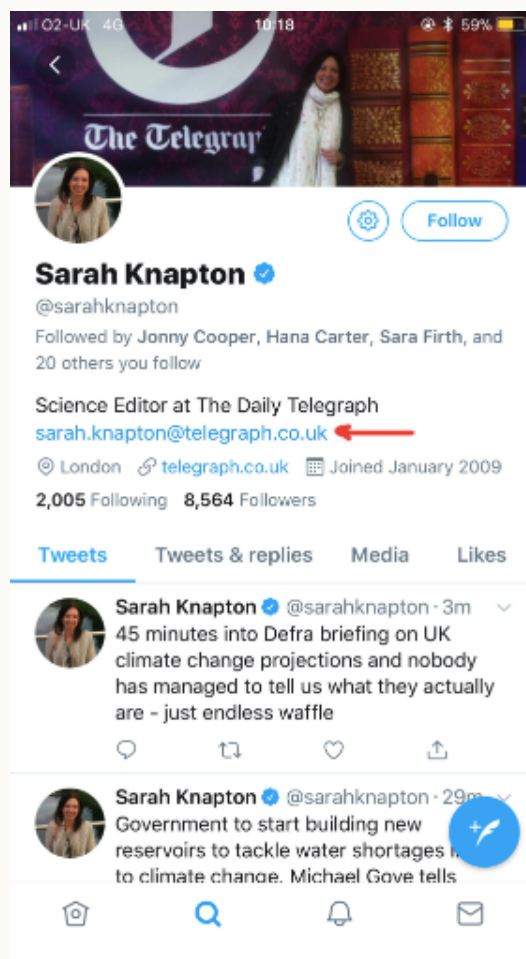 O2-UK 4G 10:18 59%
The Telegrap
Follow
Sarah Knapton
@sarahknapton
Followed by Jonny Cooper, Hana Carter, Sara Firth, and
20 others you follow
Science Editor at The Daily Telegraph
sarah.knapton@telegraph.co.uk
London telegraph.co.uk Joined January 2009
2,005 Following 8,564 Followers
Tweets Tweets & replies Media Likes
Sarah Knapton @sarahknapton · 3m
45 minutes into Defra briefing on UK
climate change projections and nobody
has managed to tell us what they actually
are – just endless waffle
Sarah Knapton @sarahknapton · 29m
Government to start building new
reservoirs to tackle water shortages
to climate change, Michael Gove tells